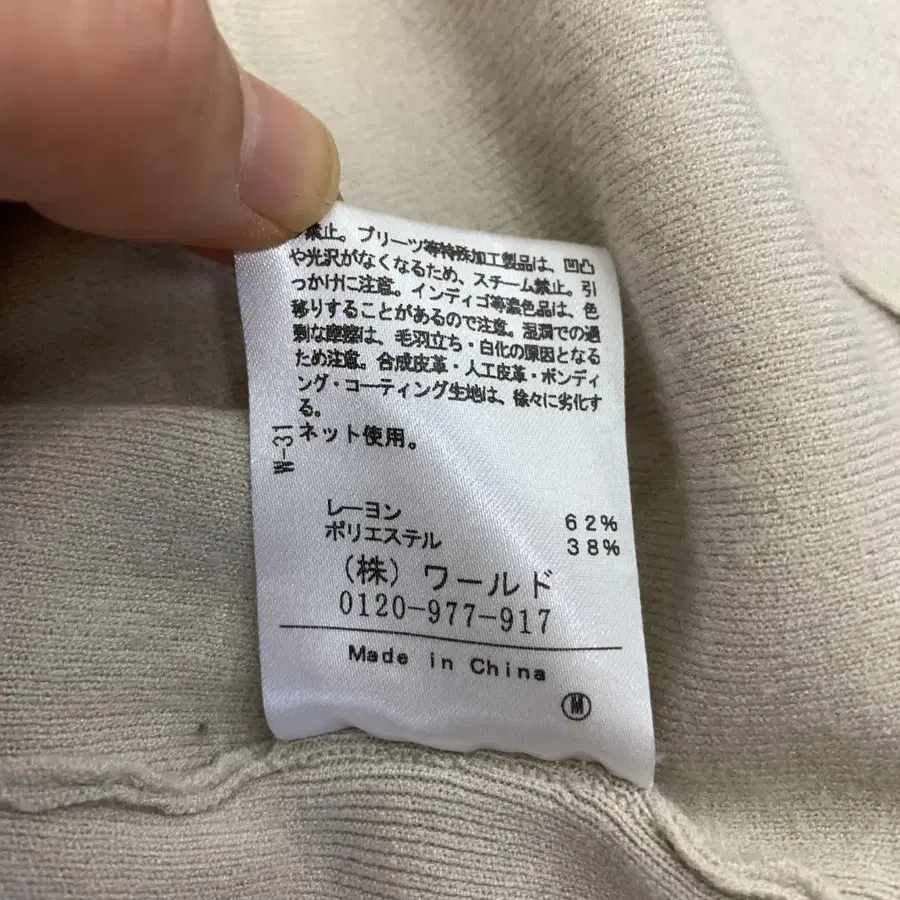 禁止。プリーツ等特殊加工製品は、凹凸
や光沢がなくなるため、スチーム禁止。引
っかけに注意。インディゴ等濃色品は、色
移りすることがあるので注意。湿潤での過
剰な摩擦は、毛羽立ち・白化の原因となる
ため注意。合成皮革・人工皮革・ボンディ
ング・コーティング生地は、徐々に劣化す
る。
ネット使用。
W-31
レーヨン 62%
ポリエステル 38%
(株)ワールド
0120-977-917
Made in China
M